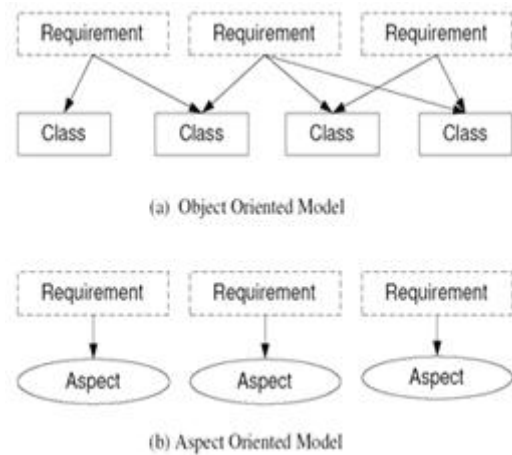 Requirement Requirement Requirement
Class Class Class Class
(a) Object Oriented Model
Requirement Requirement Requirement
Aspect Aspect Aspect
(b) Aspect Oriented Model